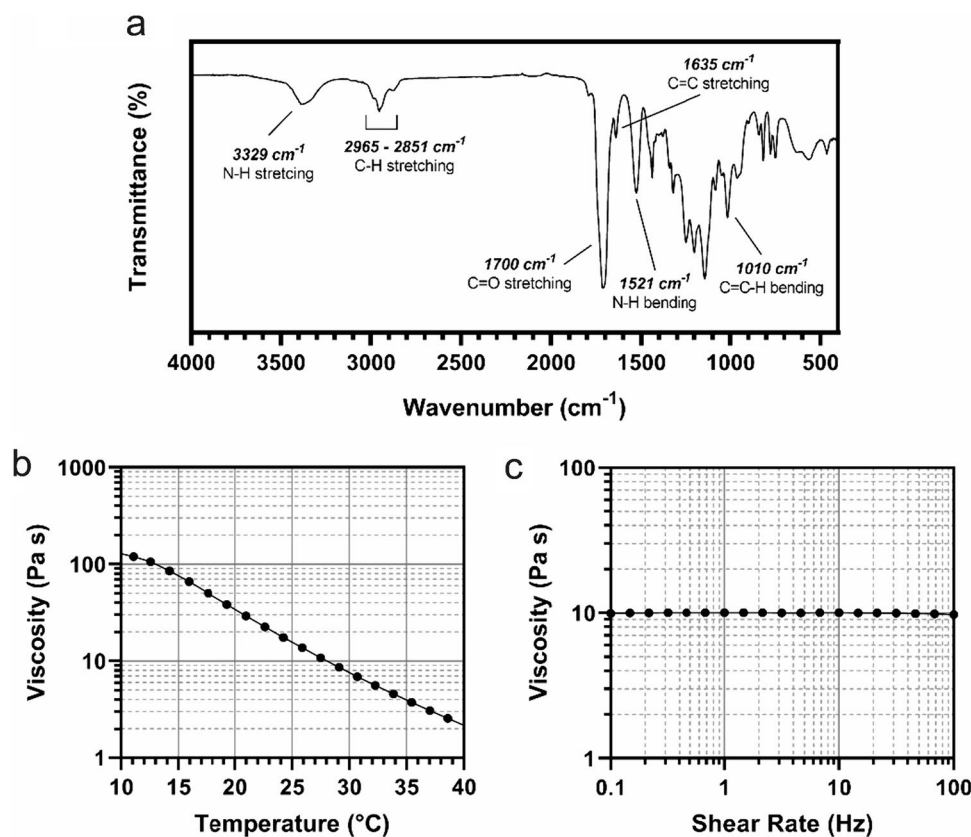 a
Transmittance (%)
3329 cm-1
N-H stretcing
2965 - 2851 cm-1
C-H stretching
1635 cm-1
C=C stretching
1700 cm-1
C=O stretching
1521 cm-1
N-H bending
1010 cm-1
C=C-H bending
4000 3500 3000 2500 2000 1500 1000 500
Wavenumber (cm-1)
b
Viscosity (Pa s)
1000
100
10
1
10 15 20 25 30 35 40
Temperature (°C)
c
Viscosity (Pa s)
100
10
1
0.1 1 10 100
Shear Rate (Hz)